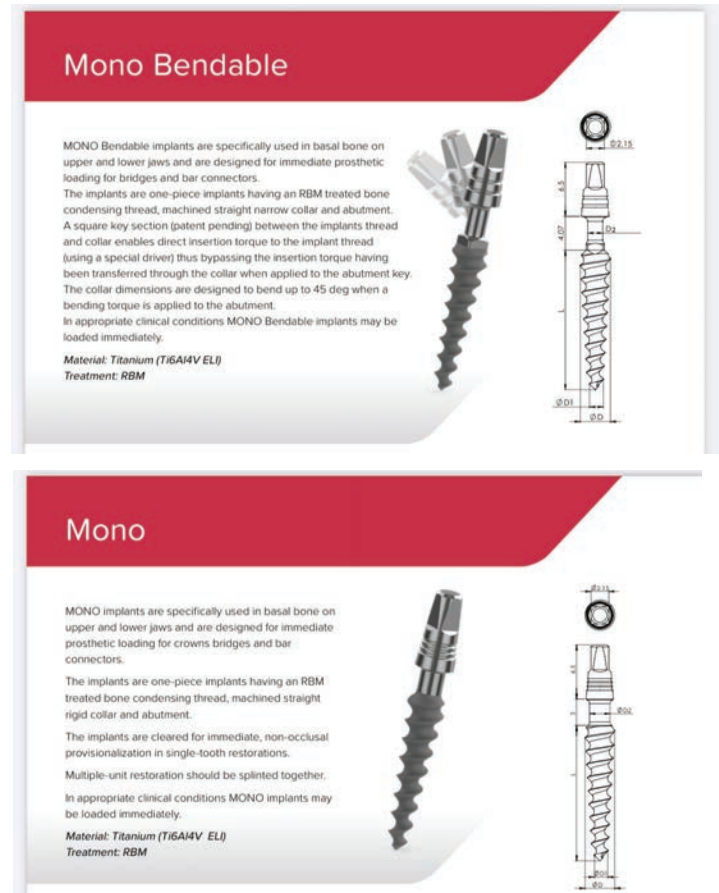 Mono Bendable
MONO Bendable implants are specifically used in basal bone on
upper and lower jaws and are designed for immediate prosthetic
loading for bridges and bar connectors.
The implants are one-piece implants having an RBM treated bone
condensing thread, machined straight narrow collar and abutment.
A square key section (patent pending) between the implants thread
and collar enables direct insertion torque to the implant thread
(using a special driver) thus bypassing the insertion torque having
been transferred through the collar when applied to the abutment key.
The collar dimensions are designed to bend up to 45 deg when a
bending torque is applied to the abutment.
In appropriate clinical conditions MONO Bendable implants may be
loaded immediately.
Material: Titanium (Ti6Al4V ELI)
Treatment: RBM
D2.15
4.07
D2
L
ØD1
ØD
Mono
MONO implants are specifically used in basal bone on
upper and lower jaws and are designed for immediate
prosthetic loading for crowns bridges and bar
connectors.
The implants are one-piece implants having an RBM
treated bone condensing thread, machined straight
rigid collar and abutment.
The implants are cleared for immediate, non-occlusal
provisionalization in single-tooth restorations.
Multiple-unit restoration should be splinted together.
In appropriate clinical conditions MONO implants may
be loaded immediately.
Material: Titanium (Ti6Al4V ELI)
Treatment: RBM
Ø2.15
ØD2
L
ØD1
ØD